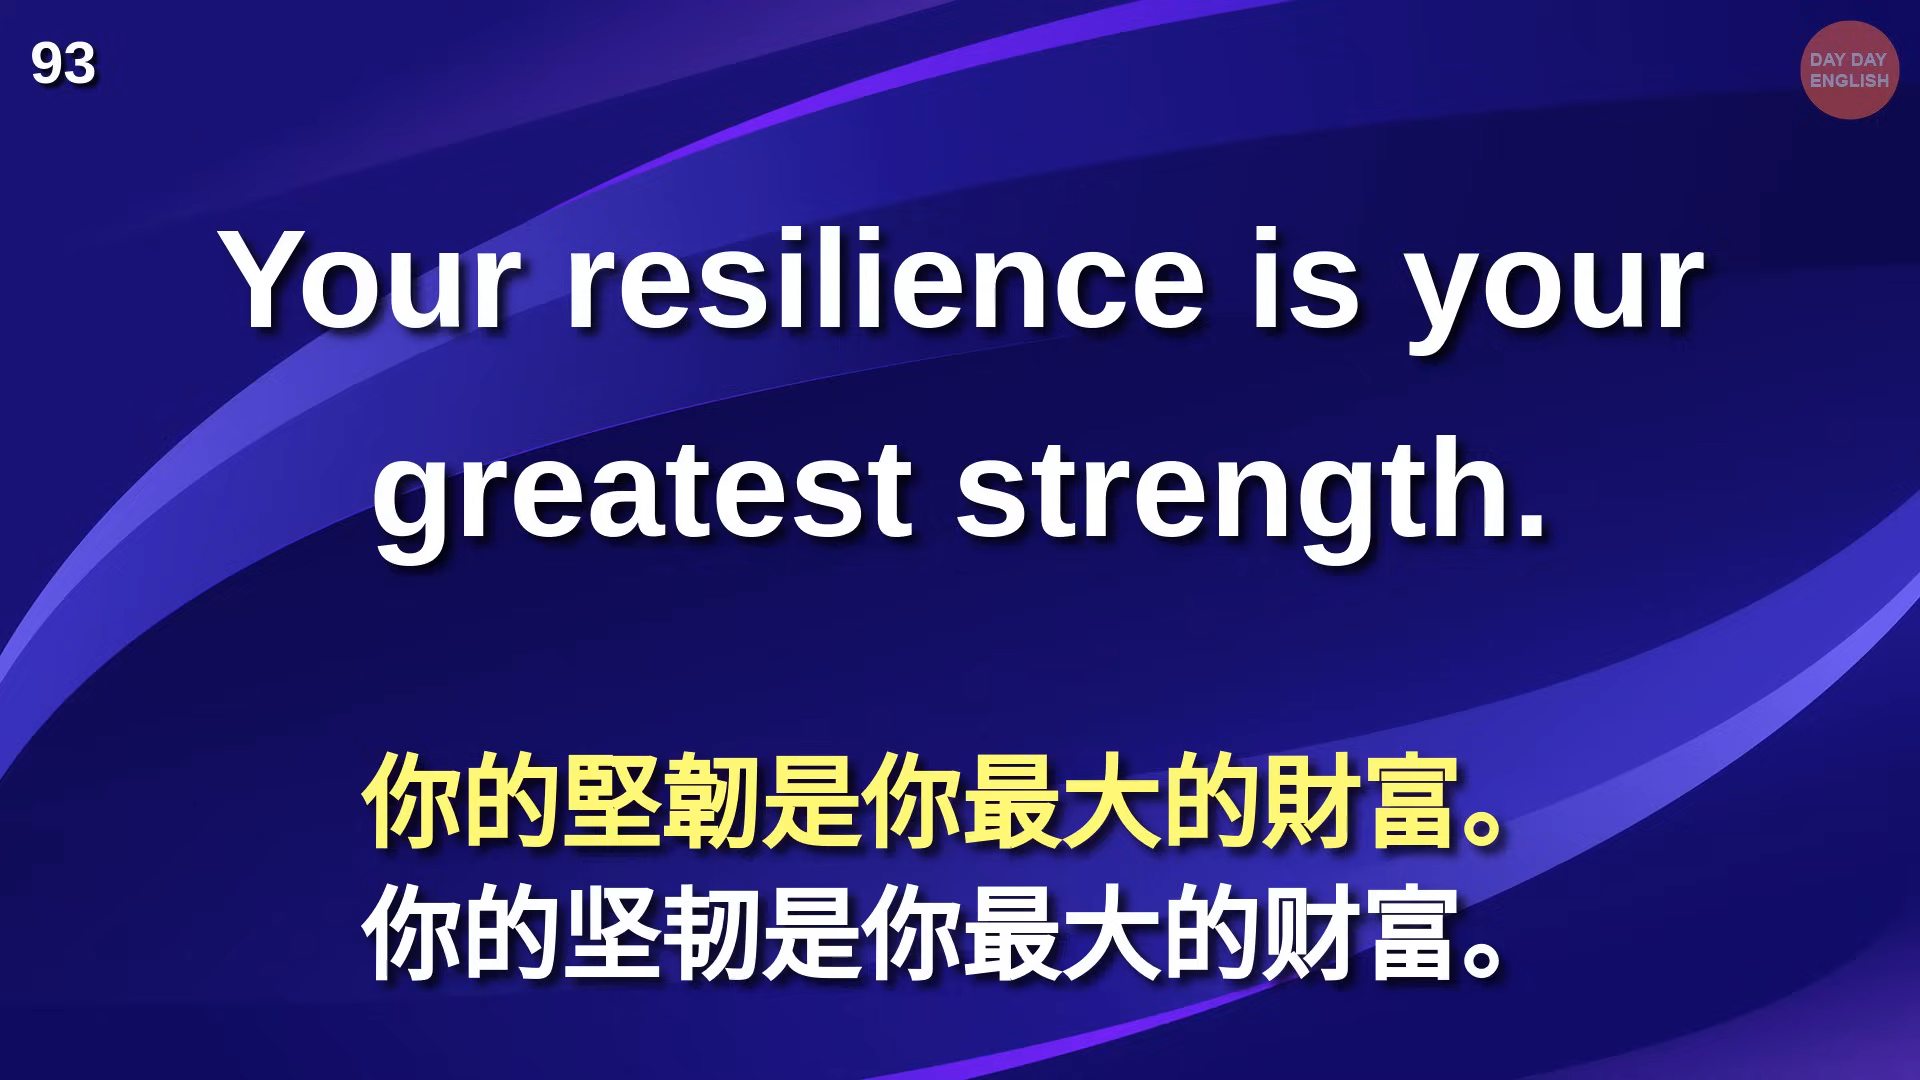 93
DAY DAY
ENGLISH
Your resilience is your
greatest strength.
你的堅韌是你最大的財富。
你的坚韧是你最大的财富。